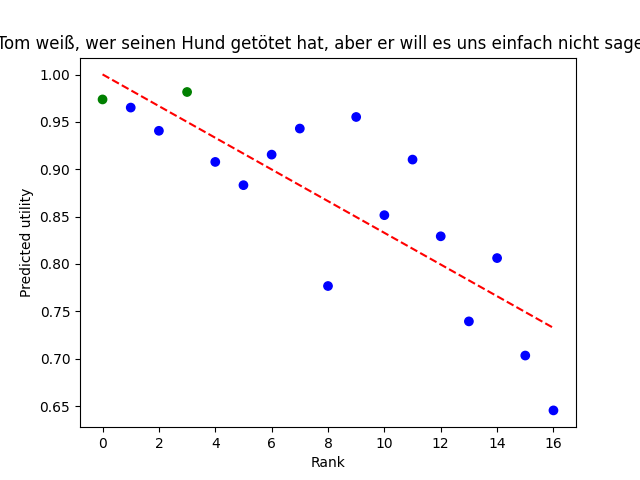 Tom weiß, wer seinen Hund getötet hat, aber er will es uns einfach nicht sage
1.00
0.95
0.90
0.85
0.80
0.75
0.70
0.65
Predicted utility
0 2 4 6 8 10 12 14 16
Rank